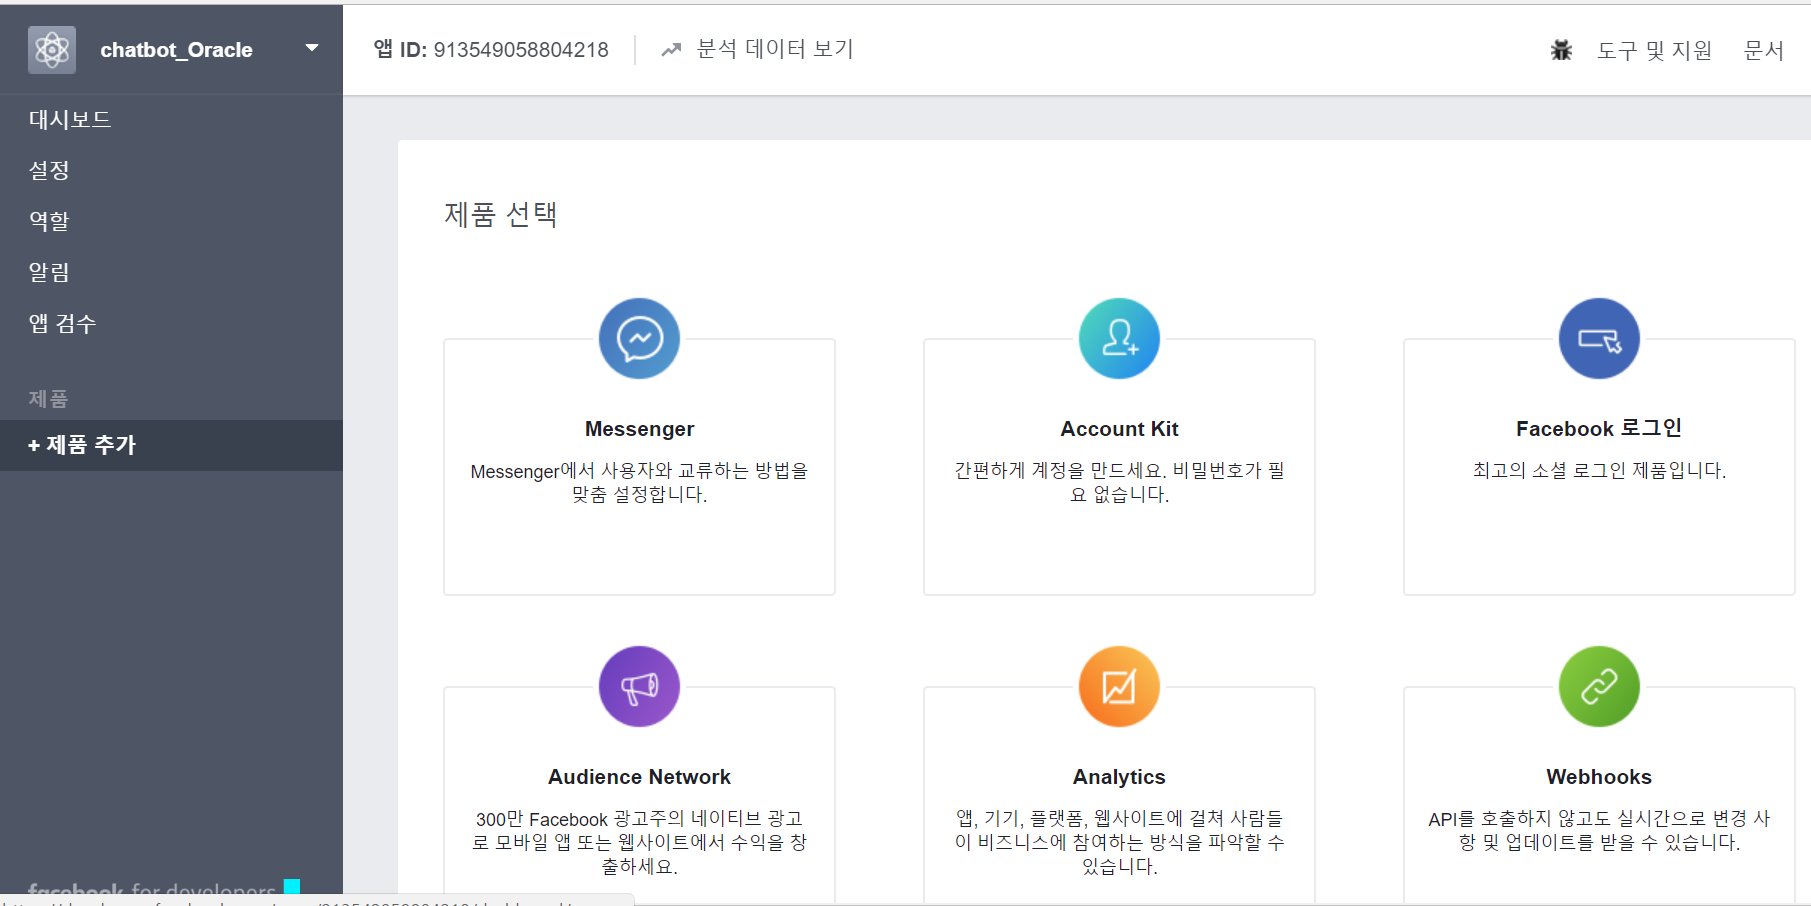 chatbot_Oracle
앱 ID: 913549058804218
분석 데이터 보기
도구 및 지원
문서
대시보드
설정
역할
알림
앱 검수
제품
+ 제품 추가
제품 선택
Messenger
Messenger에서 사용자와 교류하는 방법을
맞춤 설정합니다.
Account Kit
간편하게 계정을 만드세요. 비밀번호가 필
요 없습니다.
Facebook 로그인
최고의 소셜 로그인 제품입니다.
Audience Network
300만 Facebook 광고주의 네이티브 광고
로 모바일 앱 또는 웹사이트에서 수익을 창
출하세요.
Analytics
앱, 기기, 플랫폼, 웹사이트에 걸쳐 사람들
이 비즈니스에 참여하는 방식을 파악할 수
있습니다.
Webhooks
API를 호출하지 않고도 실시간으로 변경 사
항 및 업데이트를 받을 수 있습니다.
facebook for developers